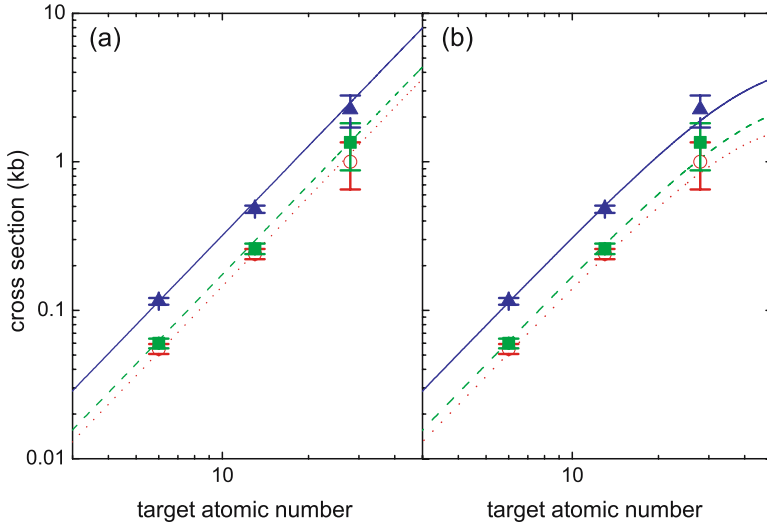 10
(a)
(b)
1
cross section (kb)
0.1
0.01
10
10
target atomic number
target atomic number